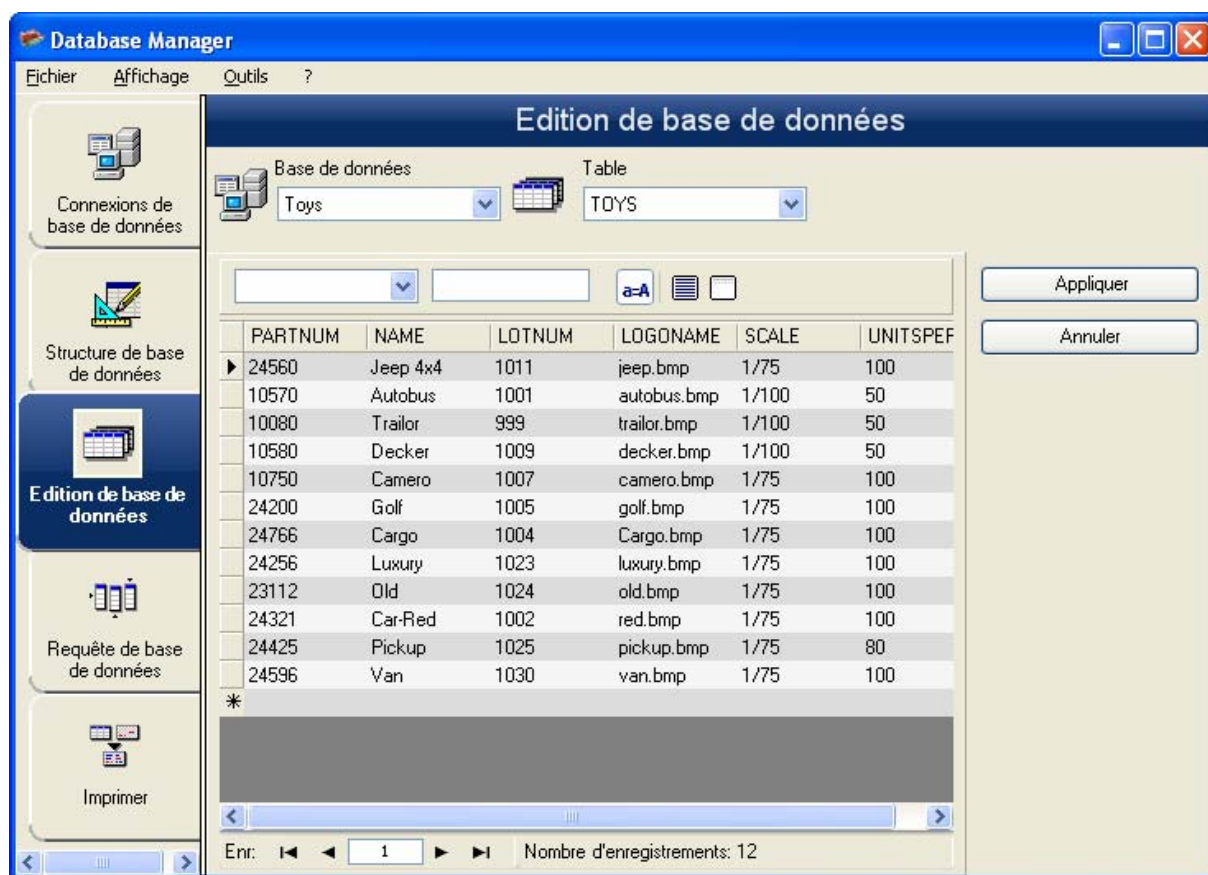 Database Manager
Fichier Affichage Outils ?
Connexions de
base de données
Structure de base
de données
Edition de base de
données
Requête de base
de données
Imprimer
Edition de base de données
Base de données
Toys
Table
TOYS
a=A
Appliquer
Annuler
PARTNUM NAME LOTNUM LOGONAME SCALE UNITSPER
24560 Jeep 4x4 1011 jeep.bmp 1/75 100
10570 Autobus 1001 autobus.bmp 1/100 50
10080 Trailor 999 trailor.bmp 1/100 50
10580 Decker 1009 decker.bmp 1/100 50
10750 Camero 1007 camero.bmp 1/75 100
24200 Golf 1005 golf.bmp 1/75 100
24766 Cargo 1004 Cargo.bmp 1/75 100
24256 Luxury 1023 luxury.bmp 1/75 100
23112 Old 1024 old.bmp 1/75 100
24321 Car-Red 1002 red.bmp 1/75 100
24425 Pickup 1025 pickup.bmp 1/75 80
24596 Van 1030 van.bmp 1/75 100
Enr: 1 Nombre d'enregistrements: 12